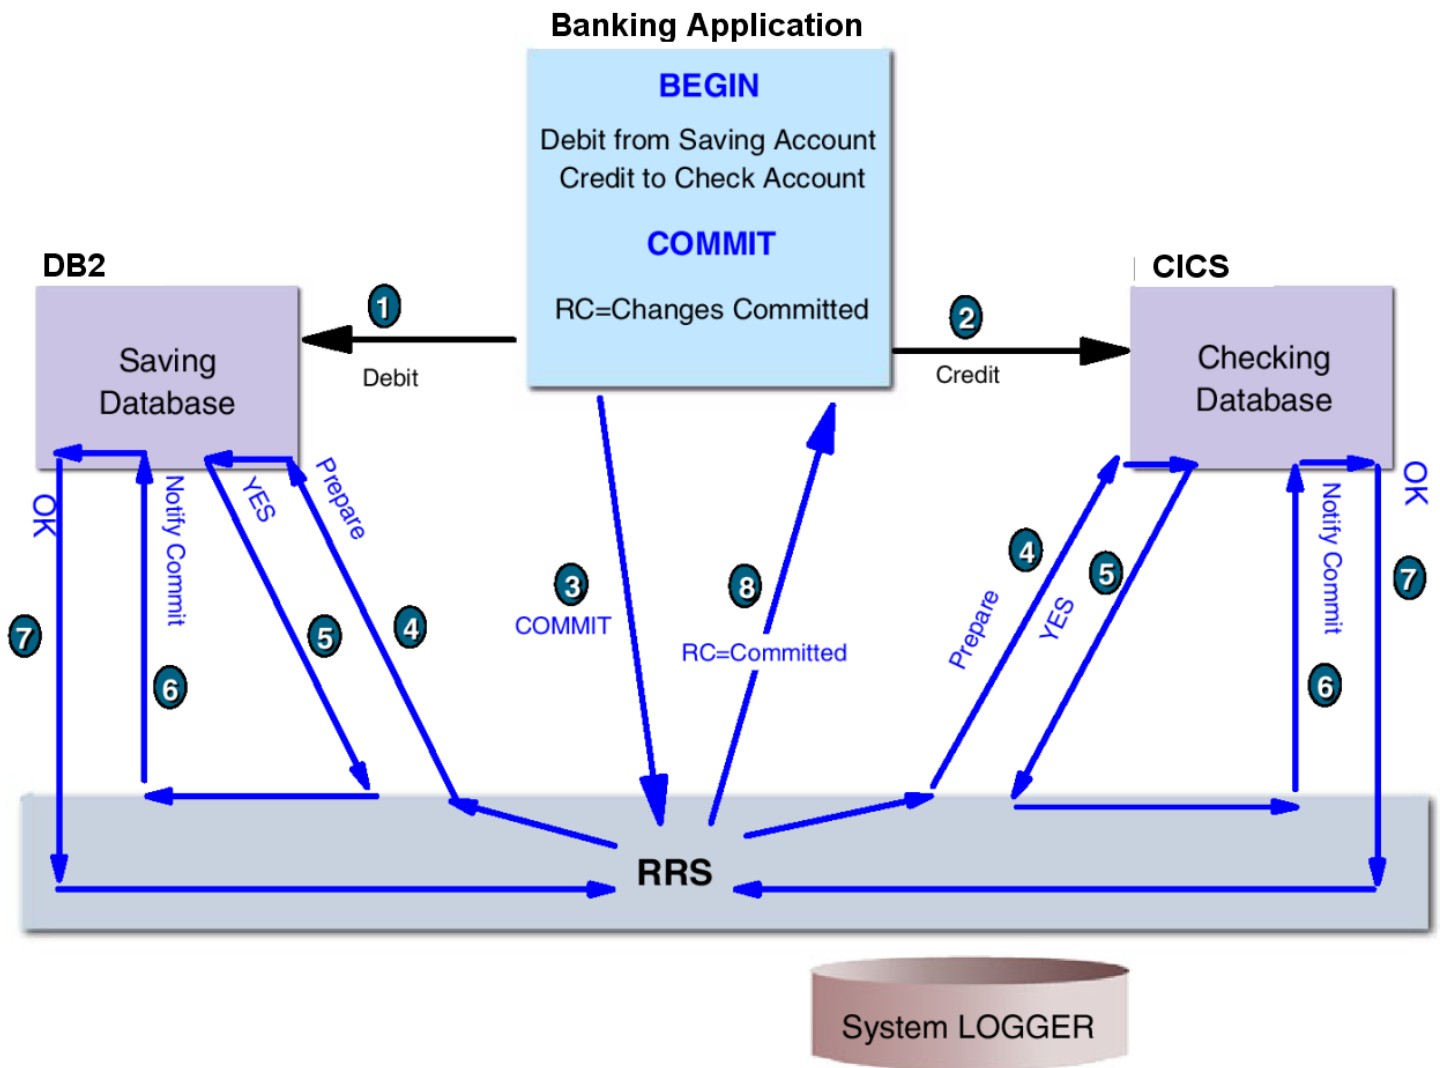 Banking Application
BEGIN
Debit from Saving Account
Credit to Check Account
COMMIT
RC=Changes Committed
DB2
Saving
Database
1
Debit
2
Credit
CICS
Checking
Database
OK
7
Notify Commit
6
YES
5
Prepare
4
3
COMMIT
8
RC=Committed
Prepare
4
YES
5
Notify Commit
6
OK
7
RRS
System LOGGER